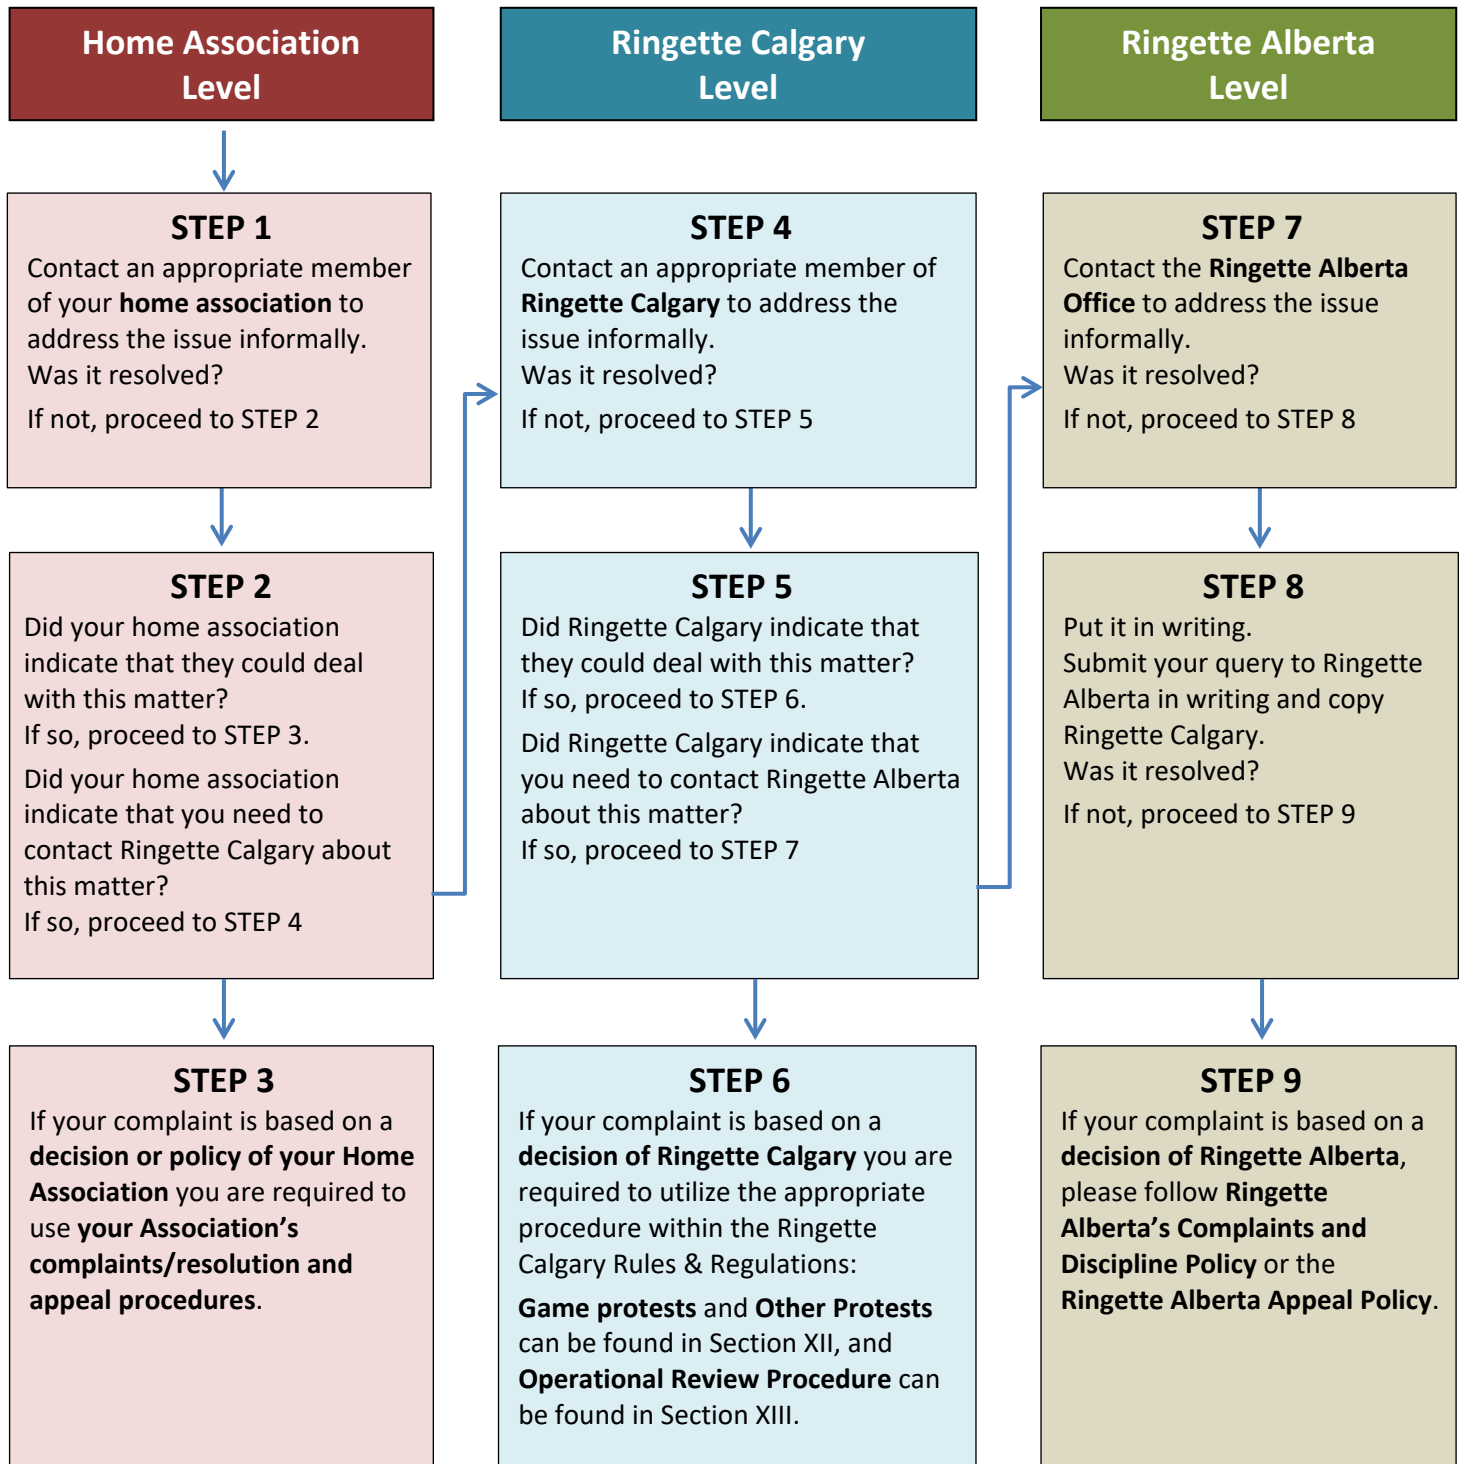 Home Association
Level
STEP 1
Contact an appropriate member
of your home association to
address the issue informally.
Was it resolved?
If not, proceed to STEP 2
STEP 2
Did your home association
indicate that they could deal
with this matter?
If so, proceed to STEP 3.
Did your home association
indicate that you need to
contact Ringette Calgary about
this matter?
If so, proceed to STEP 4
STEP 3
If your complaint is based on a
decision or policy of your Home
Association you are required to
use your Association’s
complaints/resolution and
appeal procedures.
Ringette Calgary
Level
STEP 4
Contact an appropriate member of
Ringette Calgary to address the
issue informally.
Was it resolved?
If not, proceed to STEP 5
STEP 5
Did Ringette Calgary indicate that
they could deal with this matter?
If so, proceed to STEP 6.
Did Ringette Calgary indicate that
you need to contact Ringette Alberta
about this matter?
If so, proceed to STEP 7
STEP 6
If your complaint is based on a
decision of Ringette Calgary you are
required to utilize the appropriate
procedure within the Ringette
Calgary Rules & Regulations:
Game protests and Other Protests
can be found in Section XII, and
Operational Review Procedure can
be found in Section XIII.
Ringette Alberta
Level
STEP 7
Contact the Ringette Alberta
Office to address the issue
informally.
Was it resolved?
If not, proceed to STEP 8
STEP 8
Put it in writing.
Submit your query to Ringette
Alberta in writing and copy
Ringette Calgary.
Was it resolved?
If not, proceed to STEP 9
STEP 9
If your complaint is based on a
decision of Ringette Alberta,
please follow Ringette
Alberta’s Complaints and
Discipline Policy or the
Ringette Alberta Appeal Policy.